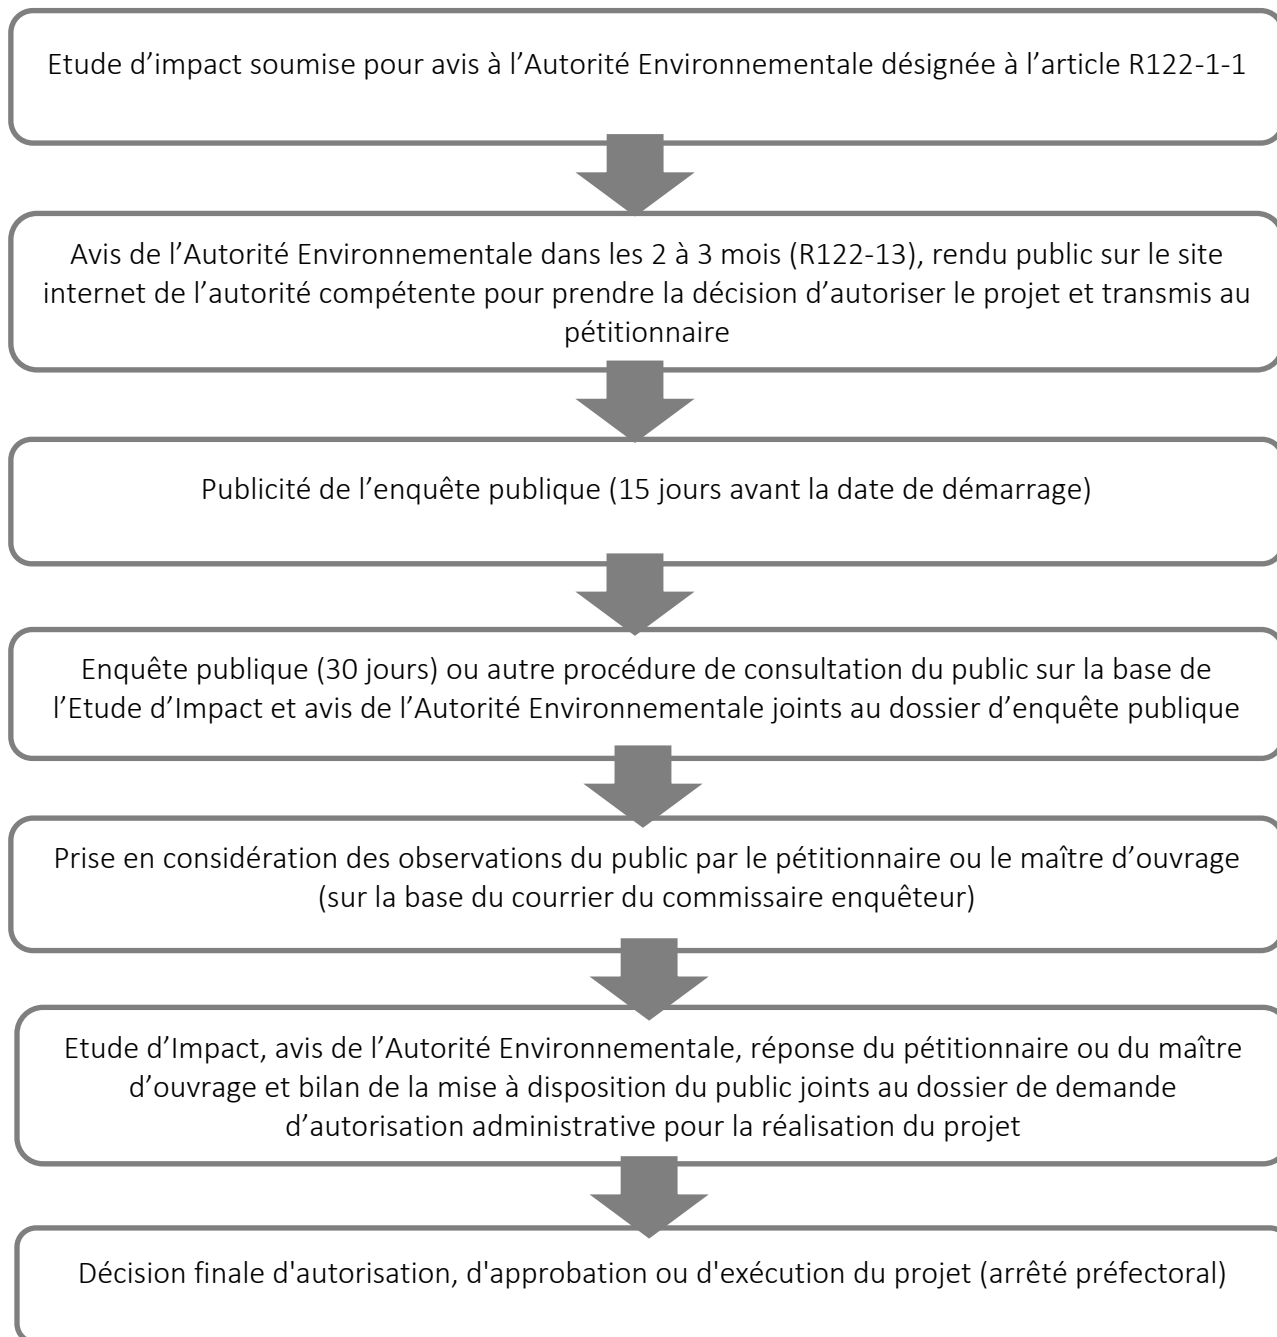 Etude d’impact soumise pour avis à l’Autorité Environnementale désignée à l’article R122-1-1
Avis de l’Autorité Environnementale dans les 2 à 3 mois (R122-13), rendu public sur le site
internet de l’autorité compétente pour prendre la décision d’autoriser le projet et transmis au
pétitionnaire
Publicité de l’enquête publique (15 jours avant la date de démarrage)
Enquête publique (30 jours) ou autre procédure de consultation du public sur la base de
l’Etude d’Impact et avis de l’Autorité Environnementale joints au dossier d’enquête publique
Prise en considération des observations du public par le pétitionnaire ou le maître d’ouvrage
(sur la base du courrier du commissaire enquêteur)
Etude d’Impact, avis de l’Autorité Environnementale, réponse du pétitionnaire ou du maître
d’ouvrage et bilan de la mise à disposition du public joints au dossier de demande
d’autorisation administrative pour la réalisation du projet
Décision finale d'autorisation, d'approbation ou d'exécution du projet (arrêté préfectoral)